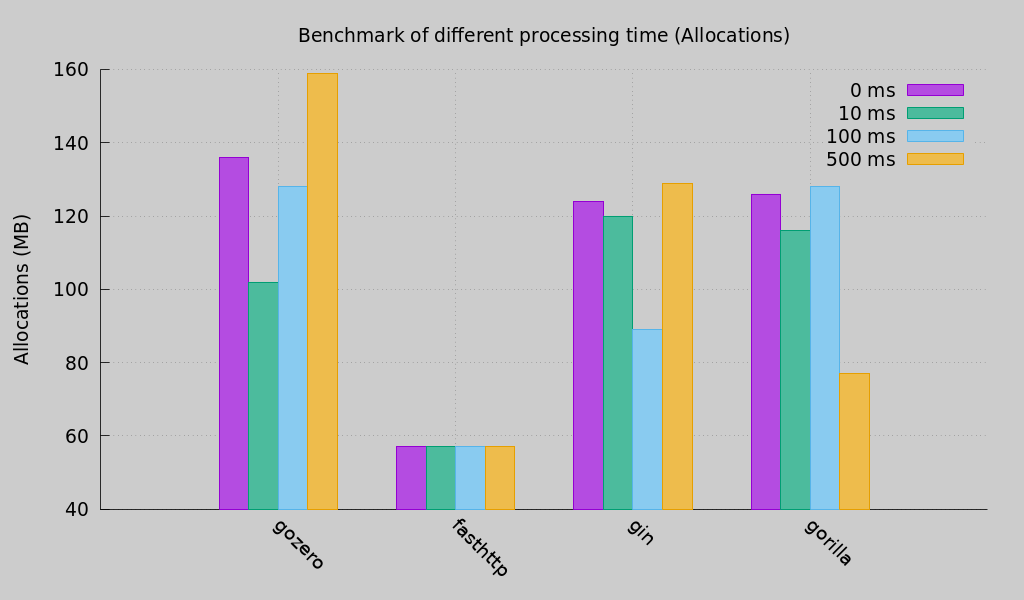 Benchmark of different processing time (Allocations)
160
140
120
100
80
60
40
Allocations (MB)
0 ms
10 ms
100 ms
500 ms
gozero
fasthttp
gin
gorilla